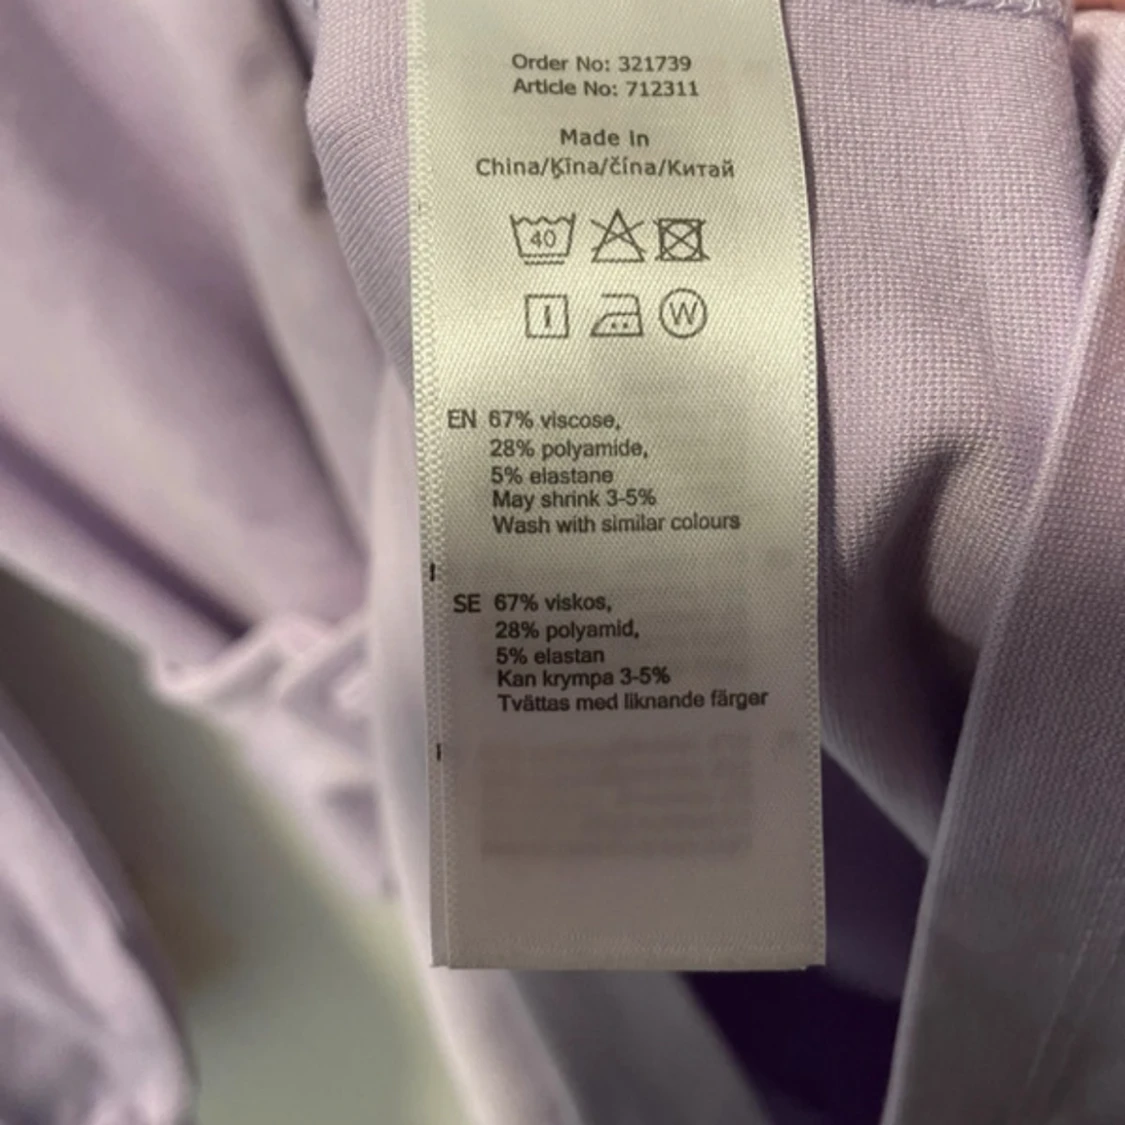 Order No: 321739
Article No: 712311
Made In
China/Ķīna/čína/Китай
40
W
EN 67% viscose,
28% polyamide,
5% elastane
May shrink 3-5%
Wash with similar colours
SE 67% viskos,
28% polyamid,
5% elastan
Kan krympa 3-5%
Tvättas med liknande färger